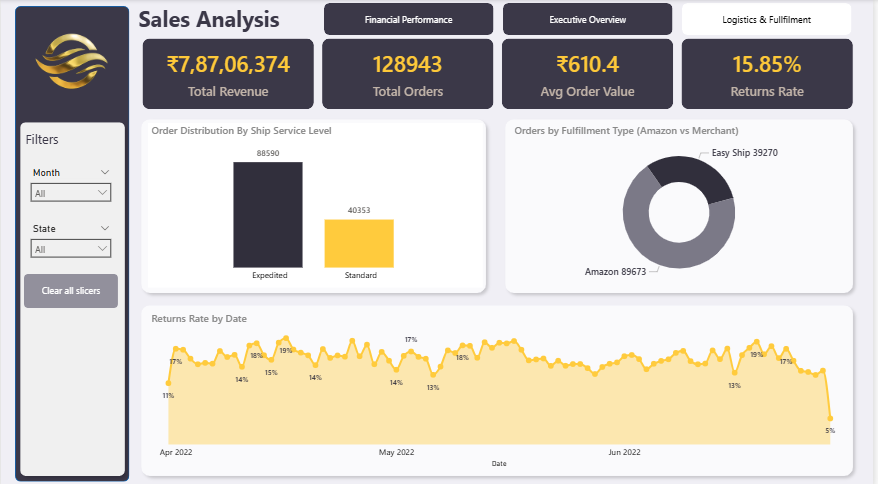 Sales Analysis
Financial Performance
Executive Overview
Logistics & Fullfilment
₹7,87,06,374
Total Revenue
128943
Total Orders
₹610.4
Avg Order Value
15.85%
Returns Rate
Filters
Month
All
State
All
Clear all slicers
Order Distribution By Ship Service Level
88590
40353
Expedited
Standard
Orders by Fulfillment Type (Amazon vs Merchant)
Easy Ship 39270
Amazon 89673
Returns Rate by Date
11%
17%
14%
18%
15%
19%
14%
14%
17%
13%
18%
13%
19%
17%
5%
Apr 2022
May 2022
Jun 2022
Date